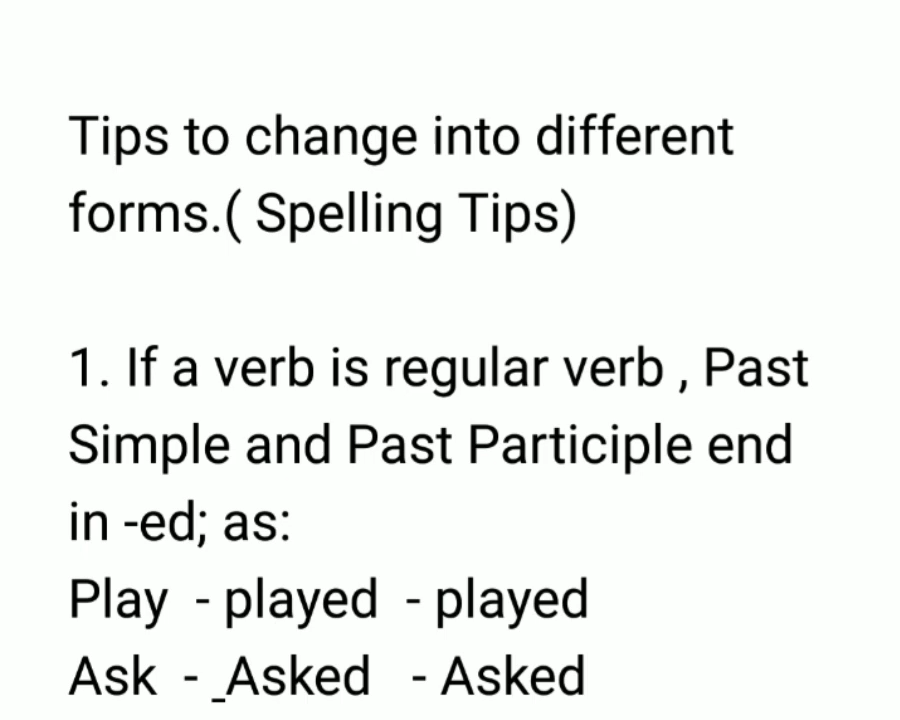 Tips to change into different
forms.( Spelling Tips)
1. If a verb is regular verb , Past
Simple and Past Participle end
in -ed; as:
Play  - played  - played
Ask  - _Asked   - Asked